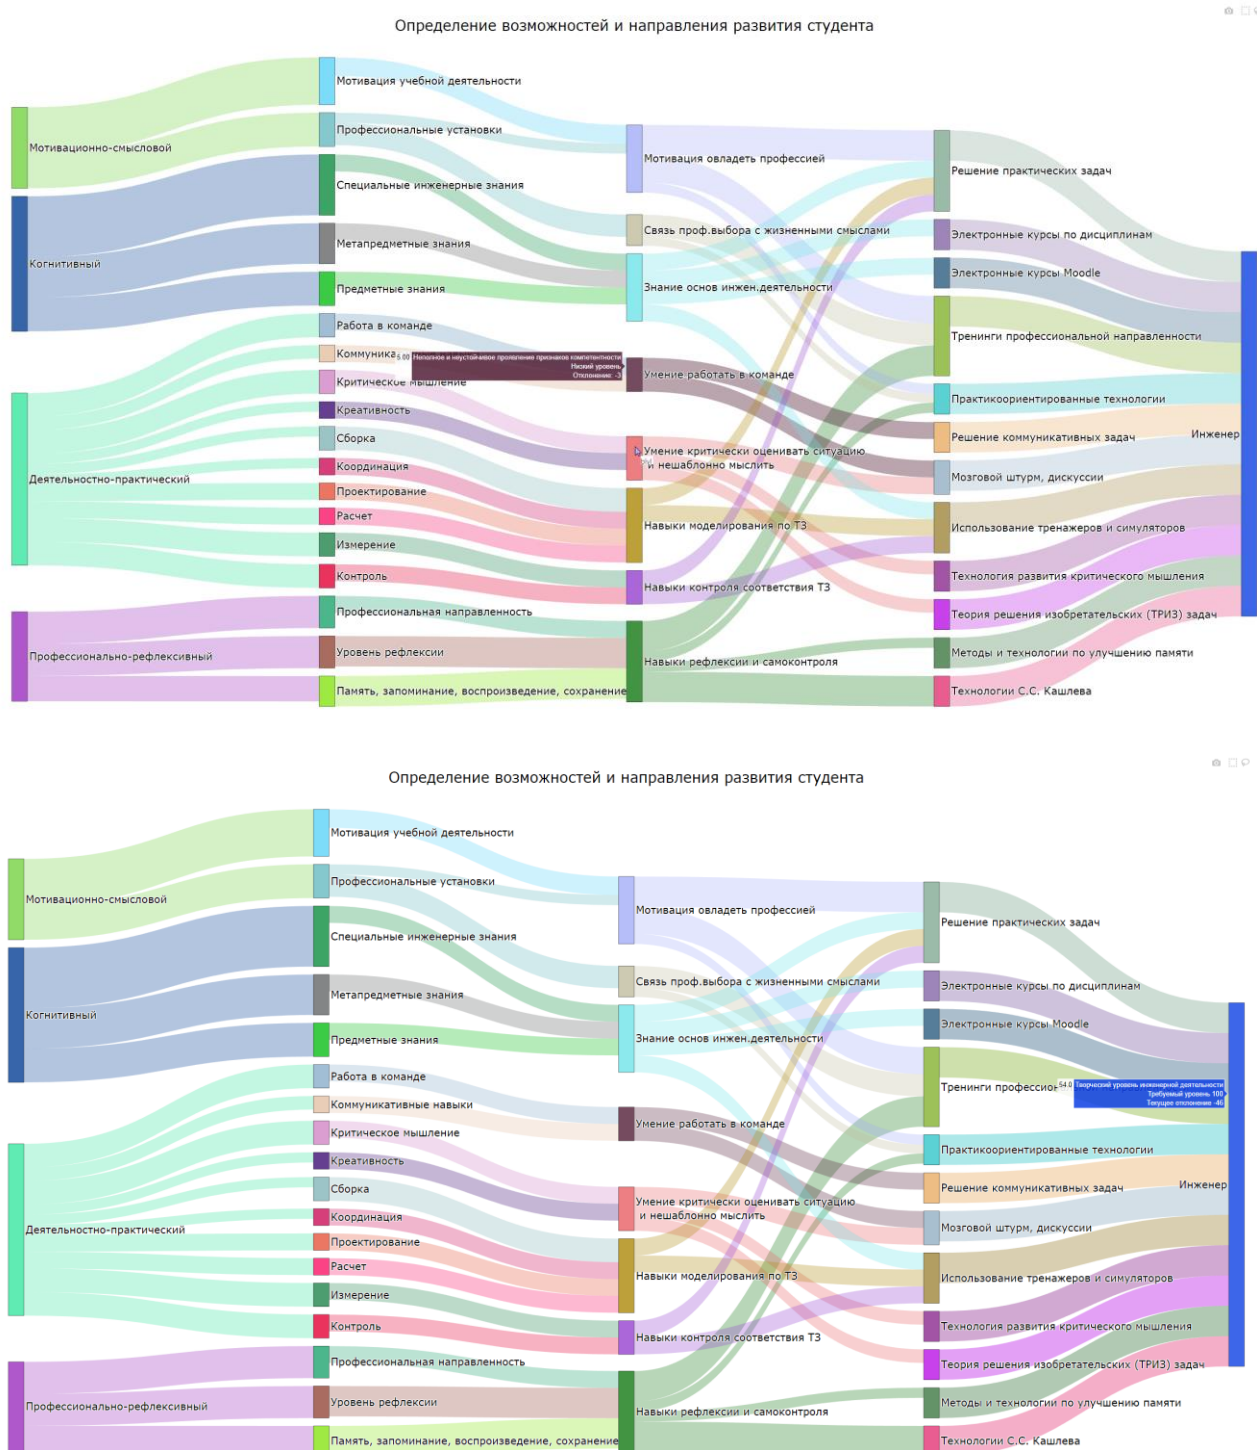 Определение возможностей и направления развития студента
Мотивационно-смысловой
Когнитивный
Деятельностно-практический
Профессионально-рефлексивный
Мотивация учебной деятельности
Профессиональные установки
Специальные инженерные знания
Метапредметные знания
Предметные знания
Работа в команде
Коммуника
Критическое мышление
Креативность
Сборка
Координация
Проектирование
Расчет
Измерение
Контроль
Профессиональная направленность
Уровень рефлексии
Память, запоминание, воспроизведение, сохранение
5.00 Неполное и неустойчивое проявление признаков компетентности
Низкий уровень
Отклонение: -3
Мотивация овладеть профессией
Связь проф.выбора с жизненными смыслами
Знание основ инжен.деятельности
Умение работать в команде
Умение критически оценивать ситуацию
и нешаблонно мыслить
Навыки моделирования по ТЗ
Навыки контроля соответствия ТЗ
Навыки рефлексии и самоконтроля
Решение практических задач
Электронные курсы по дисциплинам
Электронные курсы Moodle
Тренинги профессиональной направленности
Практикоориентированные технологии
Решение коммуникативных задач
Мозговой штурм, дискуссии
Использование тренажеров и симуляторов
Технология развития критического мышления
Теория решения изобретательских (ТРИЗ) задач
Методы и технологии по улучшению памяти
Технологии С.С. Кашлева
Инженер
Определение возможностей и направления развития студента
Мотивационно-смысловой
Когнитивный
Деятельностно-практический
Профессионально-рефлексивный
Мотивация учебной деятельности
Профессиональные установки
Специальные инженерные знания
Метапредметные знания
Предметные знания
Работа в команде
Коммуникативные навыки
Критическое мышление
Креативность
Сборка
Координация
Проектирование
Расчет
Измерение
Контроль
Профессиональная направленность
Уровень рефлексии
Память, запоминание, воспроизведение, сохранение
Мотивация овладеть профессией
Связь проф.выбора с жизненными смыслами
Знание основ инжен.деятельности
Умение работать в команде
Умение критически оценивать ситуацию
и нешаблонно мыслить
Навыки моделирования по ТЗ
Навыки контроля соответствия ТЗ
Навыки рефлексии и самоконтроля
Решение практических задач
Электронные курсы по дисциплинам
Электронные курсы Moodle
Тренинги професси
54.0 Творческий уровень инженерной деятельности
Требуемый уровень 100
Текущее отклонение -46
Практикоориентированные технологии
Решение коммуникативных задач
Мозговой штурм, дискуссии
Использование тренажеров и симуляторов
Технология развития критического мышления
Теория решения изобретательских (ТРИЗ) задач
Методы и технологии по улучшению памяти
Технологии С.С. Кашлева
Инженер